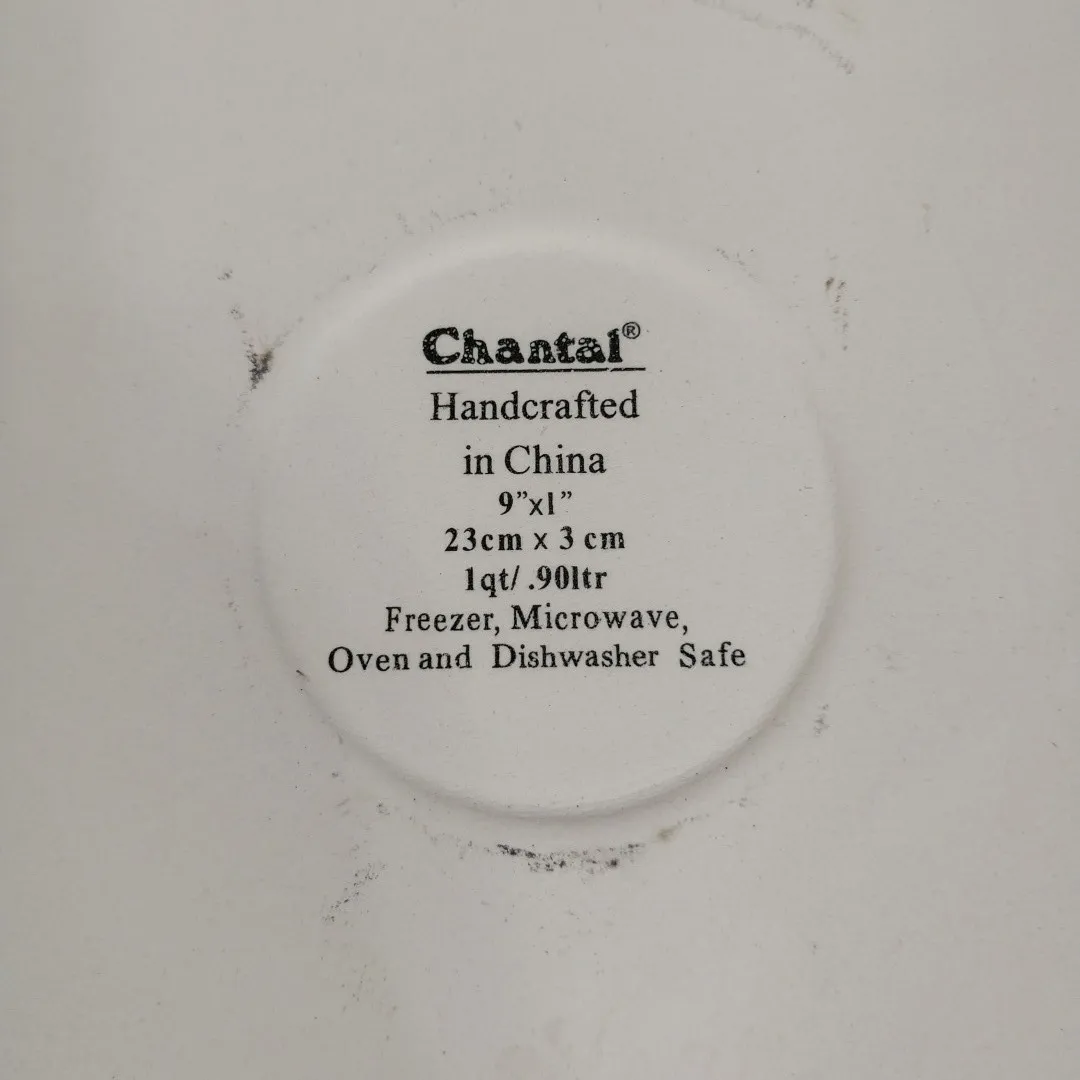 Chantal®
Handcrafted
in China
9”x1”
23cm x 3 cm
1qt/ .90ltr
Freezer, Microwave,
Oven and Dishwasher Safe